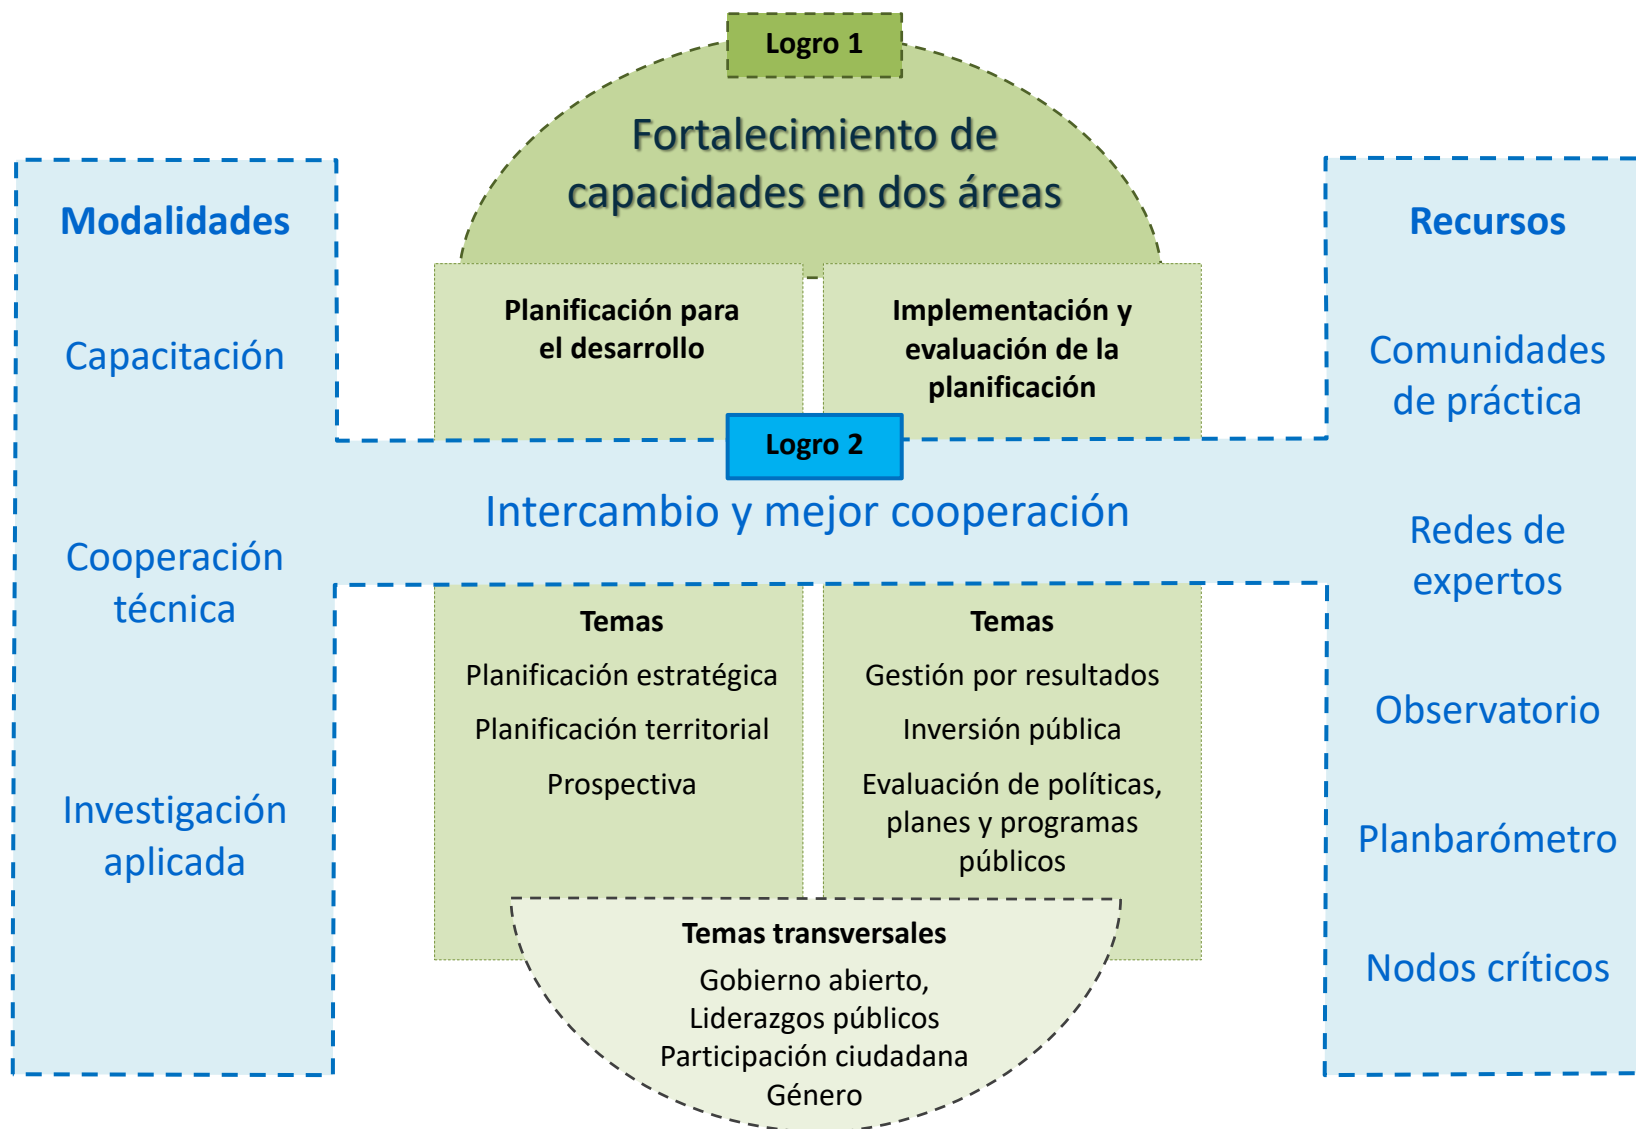 Logro 1
Fortalecimiento de
capacidades en dos áreas
Modalidades
Capacitación
Cooperación
técnica
Investigación
aplicada
Planificación para
el desarrollo
Implementación y
evaluación de la
planificación
Logro 2
Intercambio y mejor cooperación
Temas
Planificación estratégica
Planificación territorial
Prospectiva
Temas
Gestión por resultados
Inversión pública
Evaluación de políticas,
planes y programas
públicos
Temas transversales
Gobierno abierto,
Liderazgos públicos
Participación ciudadana
Género
Recursos
Comunidades
de práctica
Redes de
expertos
Observatorio
Planbarómetro
Nodos críticos